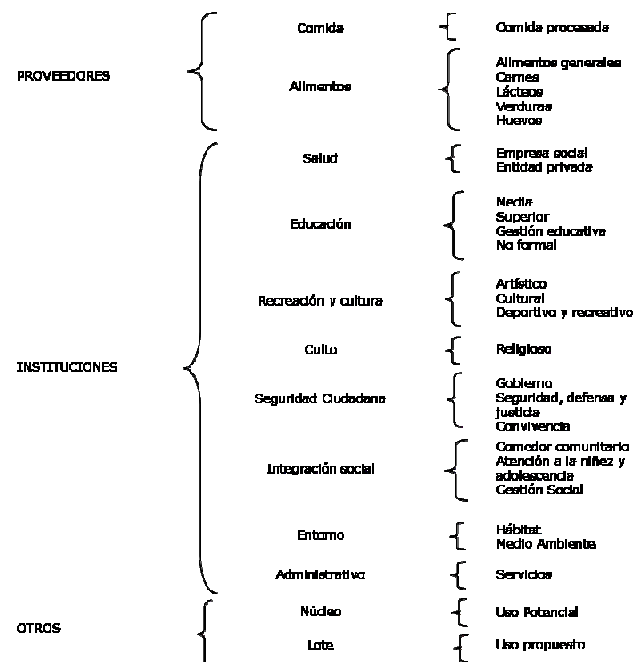 PROVEEDORES
Comida
Comida procesada
Alimentos
Alimentos generales
Carnes
Lácteos
Verduras
Huevos
INSTITUCIONES
Salud
Empresa social
Entidad privada
Educación
Media
Superior
Gestión educativa
No formal
Recreación y cultura
Artístico
Cultural
Deportivo y recreativo
Culto
Religioso
Seguridad Ciudadana
Gobierno
Seguridad, defensa y
justicia
Convivencia
Integración social
Comedor comunitario
Atención a la niñez y
adolescencia
Gestión Social
Entorno
Hábitat
Medio Ambiente
Administrativo
Servicios
OTROS
Núcleo
Uso Potencial
Lote
Uso propuesto